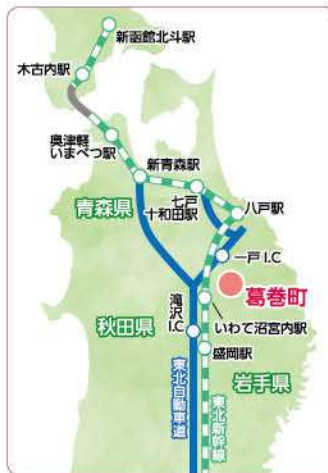 新函館北斗駅
木古内駅
奥津軽
いまべつ駅
新青森駅
七戸
十和田駅
八戸駅
青森県
一戸 I.C
葛巻町
滝沢
I.C
いわて沼宮内駅
秋田県
盛岡駅
岩手県
東北自動車道
東北新幹線